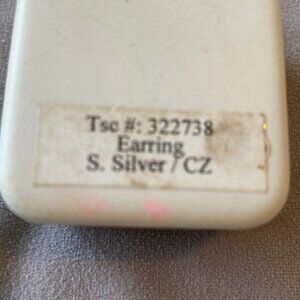 Tsc #: 322738
Earring
S. Silver / CZ